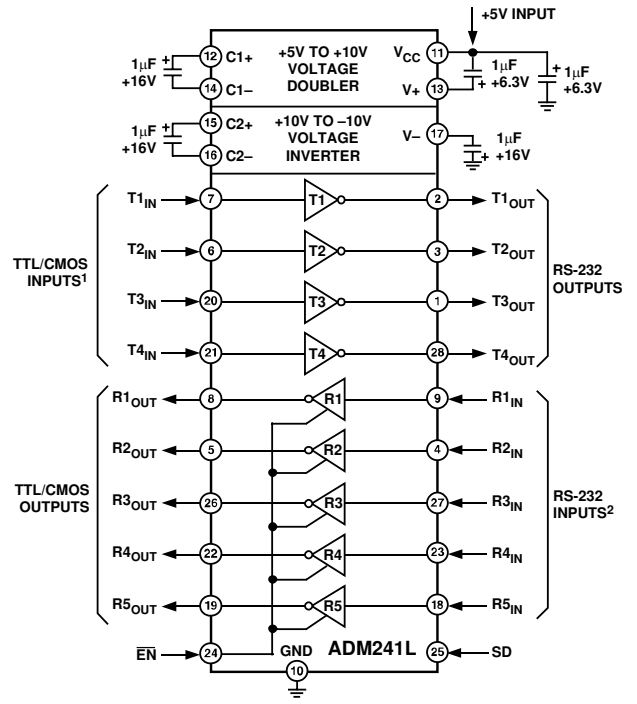 +5V INPUT
1μF
+16V
12
C1+
14
C1–
+5V TO +10V
VOLTAGE
DOUBLER
VCC
11
V+
13
1μF
+6.3V
1μF
+6.3V
1μF
+16V
15
C2+
16
C2–
+10V TO –10V
VOLTAGE
INVERTER
V–
17
1μF
+16V
TTL/CMOS
INPUTS1
T1IN 7 T1 2 T1OUT
T2IN 6 T2 3 T2OUT
T3IN 20 T3 1 T3OUT
T4IN 21 T4 28 T4OUT
RS-232
OUTPUTS
TTL/CMOS
OUTPUTS
R1OUT 8 R1 9 R1IN
R2OUT 5 R2 4 R2IN
R3OUT 26 R3 27 R3IN
R4OUT 22 R4 23 R4IN
R5OUT 19 R5 18 R5IN
RS-232
INPUTS2
EN 24 GND ADM241L 25 SD
10